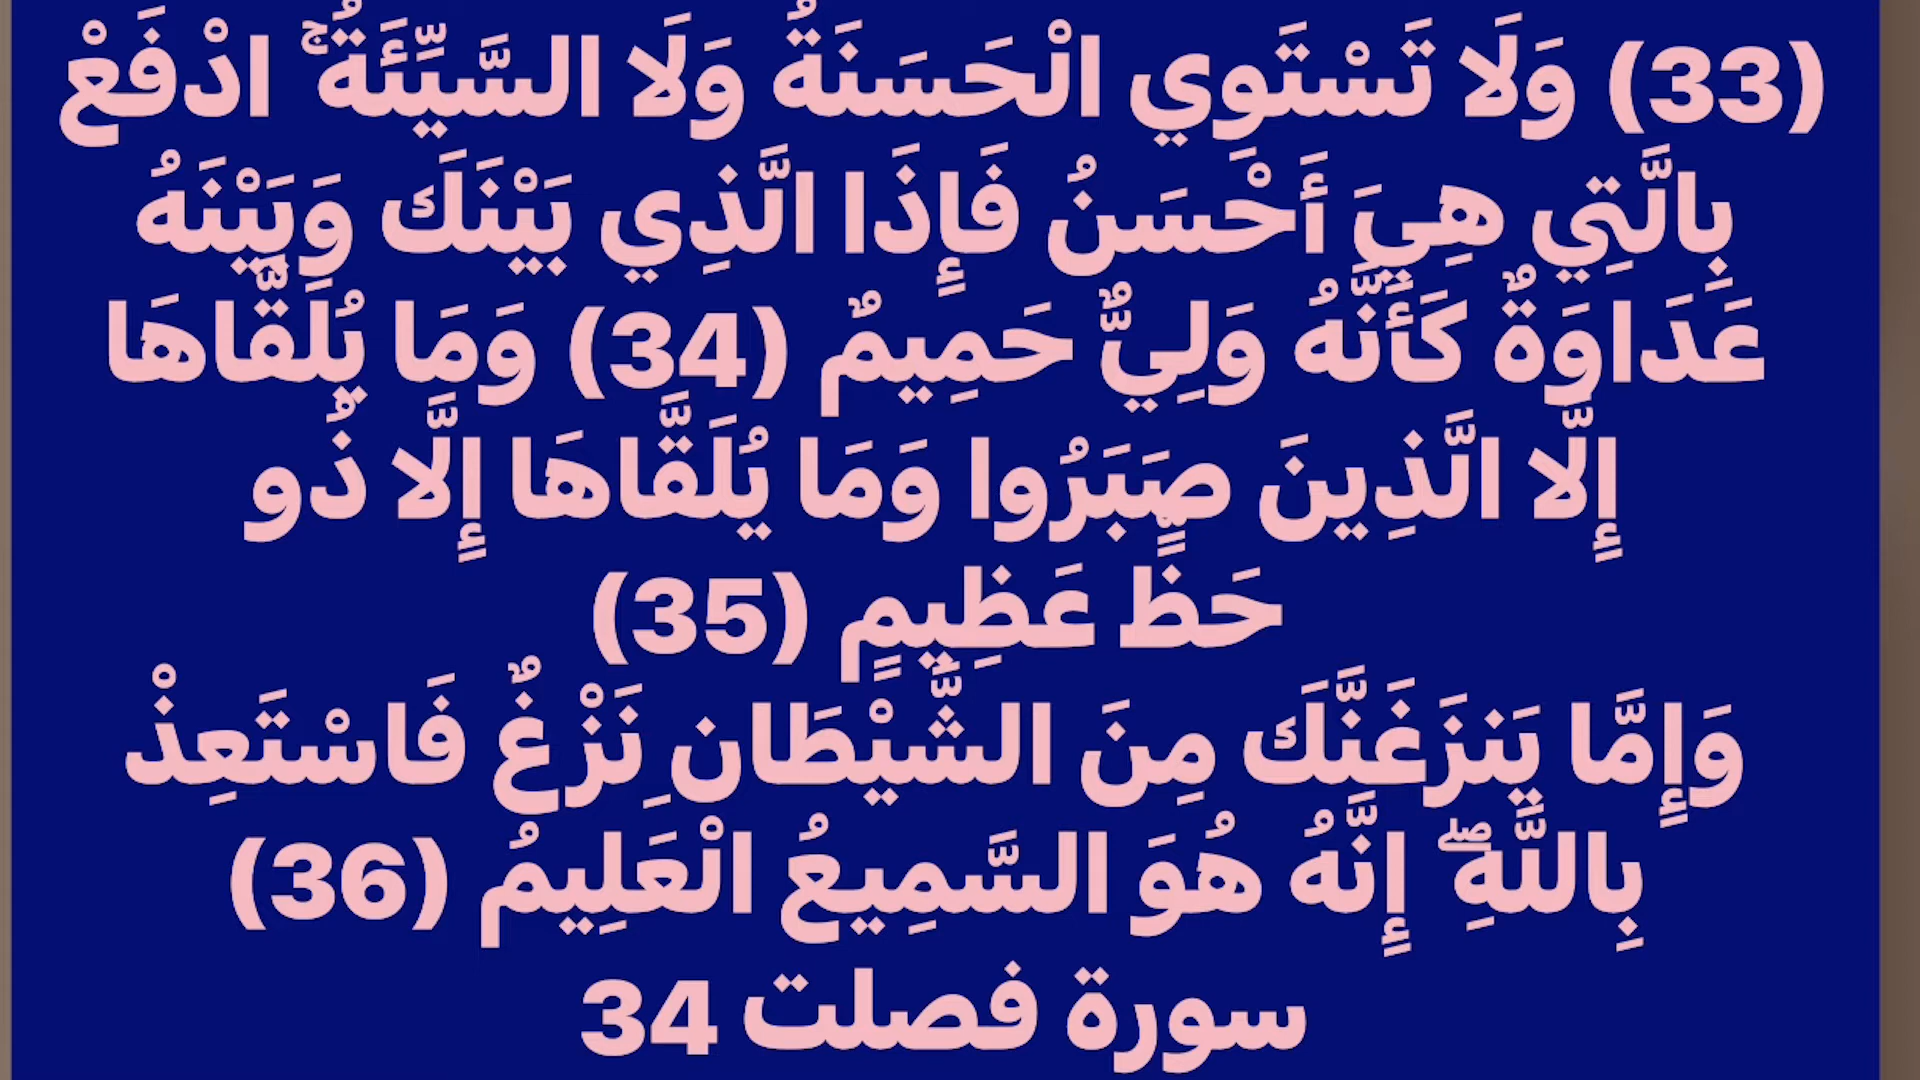 (33) وَلَا تَسْتَوِي الْحَسَنَةُ وَلَا السَّيِّئَةُ ۚ ادْفَعْ
بِالَّتِي هِيَ أَحْسَنُ فَإِذَا الَّذِي بَيْنَكَ وَبَيْنَهُ
عَدَاوَةٌ كَأَنَّهُ وَلِيٌّ حَمِيمٌ (34) وَمَا يُلَقَّاهَا
إِلَّا الَّذِينَ صَبَرُوا وَمَا يُلَقَّاهَا إِلَّا ذُو
حَظٍّ عَظِيمٍ (35)
وَإِمَّا يَنزَغَنَّكَ مِنَ الشَّيْطَانِ نَزْغٌ فَاسْتَعِذْ
بِاللَّهِ ۖ إِنَّهُ هُوَ السَّمِيعُ الْعَلِيمُ (36)
سورة فصلت 34